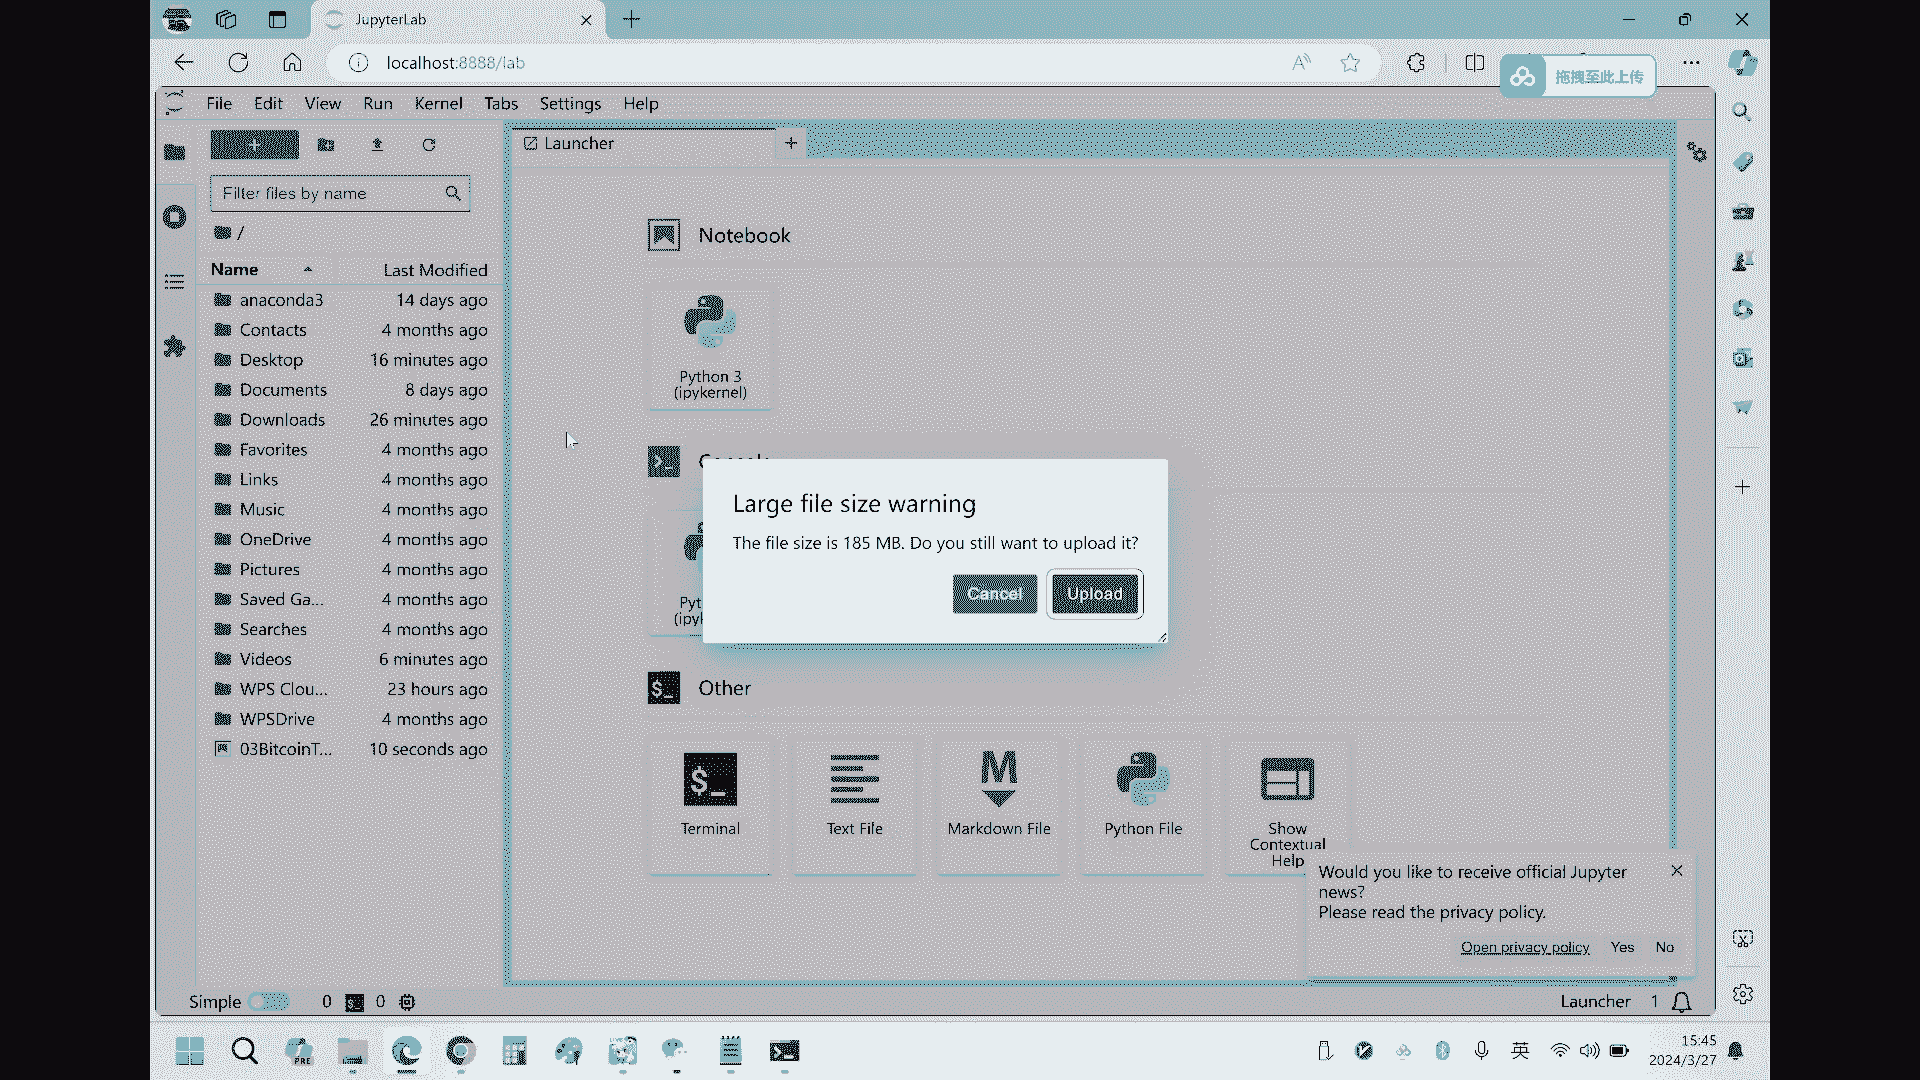 JupyterLab
localhost:8888/lab
拖拽至此上传
File Edit View Run Kernel Tabs Settings Help
Launcher
Filter files by name
/
Name Last Modified
anaconda3 14 days ago
Contacts 4 months ago
Desktop 16 minutes ago
Documents 8 days ago
Downloads 26 minutes ago
Favorites 4 months ago
Links 4 months ago
Music 4 months ago
OneDrive 4 months ago
Pictures 4 months ago
Saved Ga... 4 months ago
Searches 4 months ago
Videos 6 minutes ago
WPS Clou... 23 hours ago
WPSDrive 4 months ago
03BitcoinT... 10 seconds ago
Notebook
Python 3
(ipykernel)
Large file size warning
The file size is 185 MB. Do you still want to upload it?
Cancel Upload
Other
$_
Terminal
Text File
Markdown File
Python File
Show
Contextual
Help
Would you like to receive official Jupyter
news?
Please read the privacy policy.
Open privacy policy Yes No
Simple 0 0
Launcher 1
PRE
英
15:45
2024/3/27